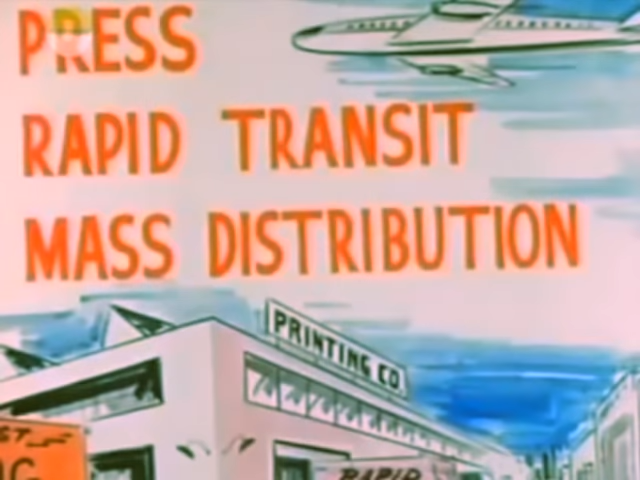 PRESS
RAPID TRANSIT
MASS DISTRIBUTION
PRINTING CO.
RAPID